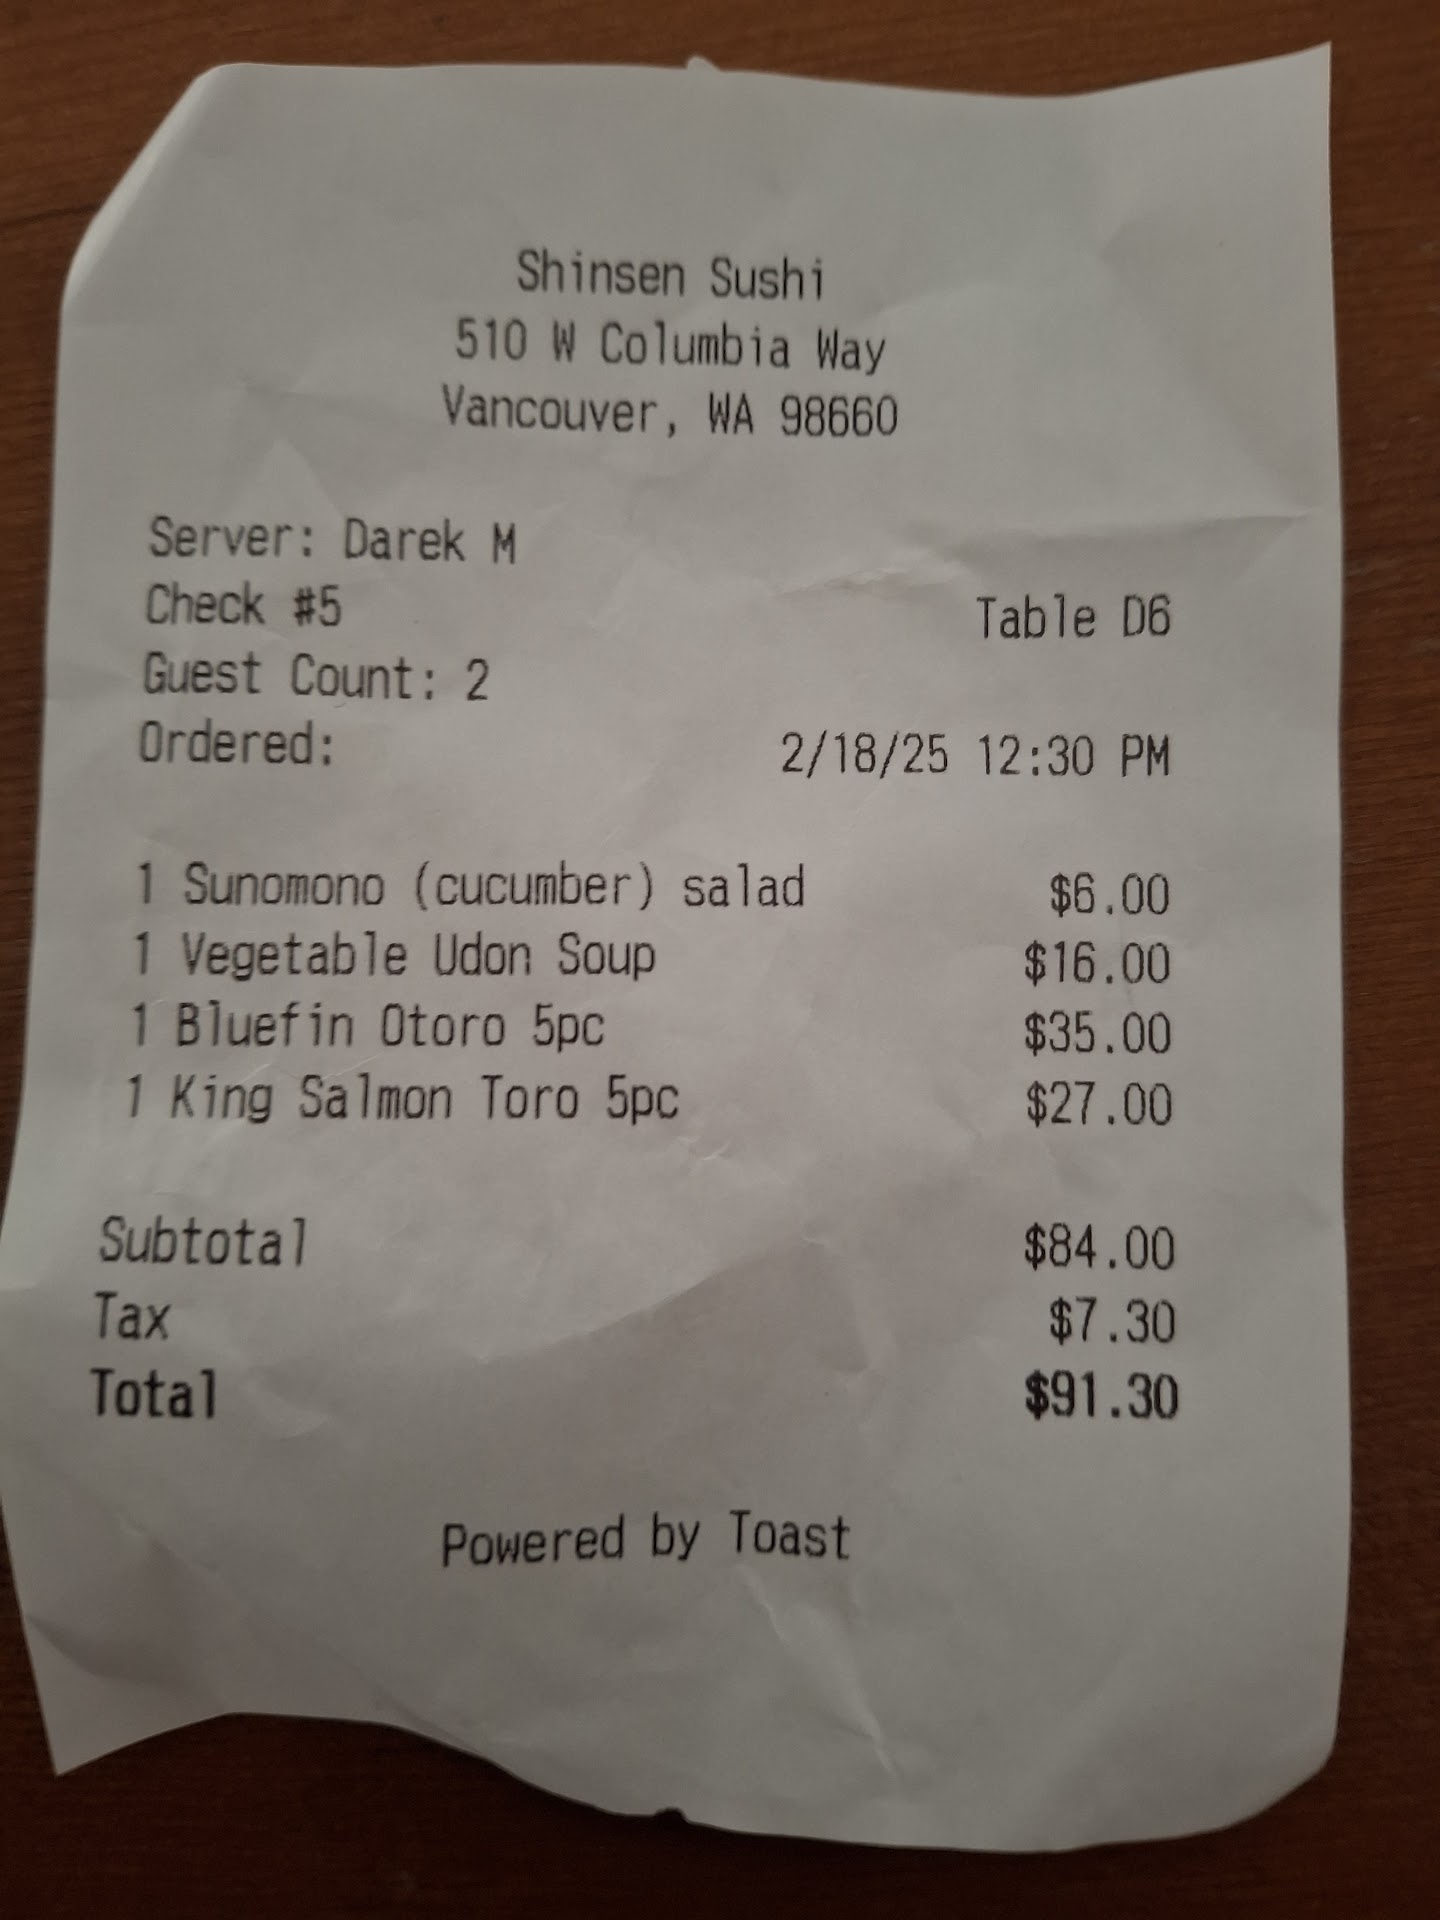 Shinsen Sushi
510 W Columbia Way
Vancouver, WA 98660
Server: Darek M
Check #5 Table D6
Guest Count: 2
Ordered: 2/18/25 12:30 PM
1 Sunomono (cucumber) salad $6.00
1 Vegetable Udon Soup $16.00
1 Bluefin Otoro 5pc $35.00
1 King Salmon Toro 5pc $27.00
Subtotal $84.00
Tax $7.30
Total $91.30
Powered by Toast